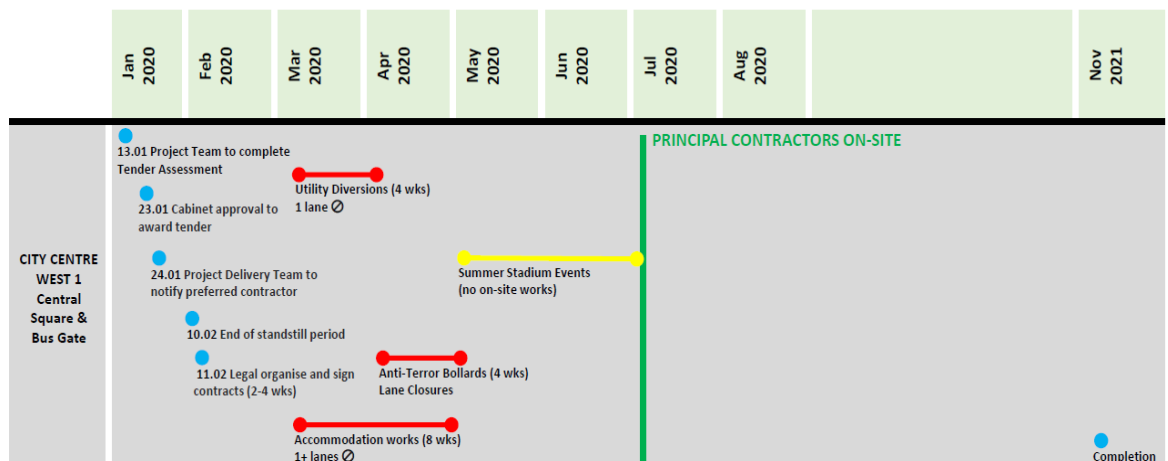 Jan
2020
Feb
2020
Mar
2020
Apr
2020
May
2020
Jun
2020
Jul
2020
Aug
2020
Nov
2021
CITY CENTRE
WEST 1
Central
Square &
Bus Gate
PRINCIPAL CONTRACTORS ON-SITE
13.01 Project Team to complete
Tender Assessment
Utility Diversions (4 wks)
1 lane
23.01 Cabinet approval to
award tender
24.01 Project Delivery Team to
notify preferred contractor
Summer Stadium Events
(no on-site works)
10.02 End of standstill period
11.02 Legal organise and sign
contracts (2-4 wks)
Anti-Terror Bollards (4 wks)
Lane Closures
Accommodation works (8 wks)
1+ lanes
Completion